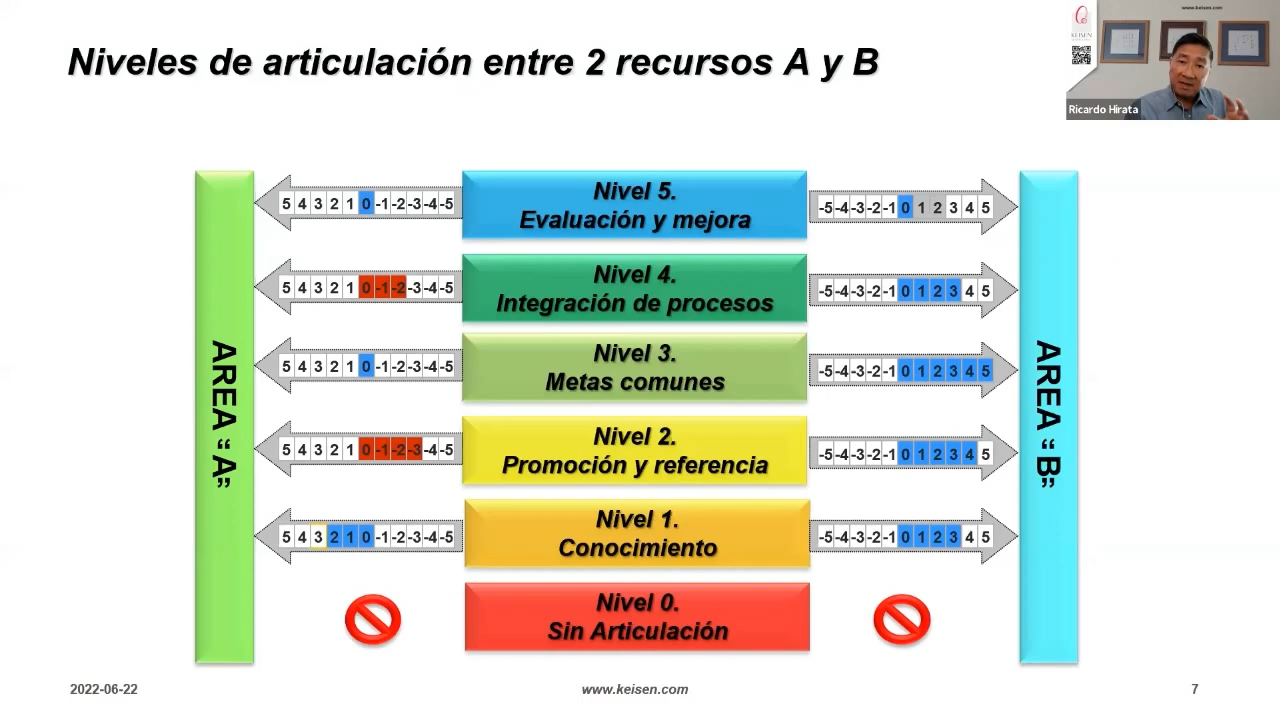 www.keisen.com
KEISEN
Ricardo Hirata
Niveles de articulación entre 2 recursos A y B
AREA “A”
AREA “B”
5 4 3 2 1 0 -1 -2 -3 -4 -5
Nivel 5.
Evaluación y mejora
-5 -4 -3 -2 -1 0 1 2 3 4 5
5 4 3 2 1 0 -1 -2 -3 -4 -5
Nivel 4.
Integración de procesos
-5 -4 -3 -2 -1 0 1 2 3 4 5
5 4 3 2 1 0 -1 -2 -3 -4 -5
Nivel 3.
Metas comunes
-5 -4 -3 -2 -1 0 1 2 3 4 5
5 4 3 2 1 0 -1 -2 -3 -4 -5
Nivel 2.
Promoción y referencia
-5 -4 -3 -2 -1 0 1 2 3 4 5
5 4 3 2 1 0 -1 -2 -3 -4 -5
Nivel 1.
Conocimiento
-5 -4 -3 -2 -1 0 1 2 3 4 5
Nivel 0.
Sin Articulación
2022-06-22
www.keisen.com
7